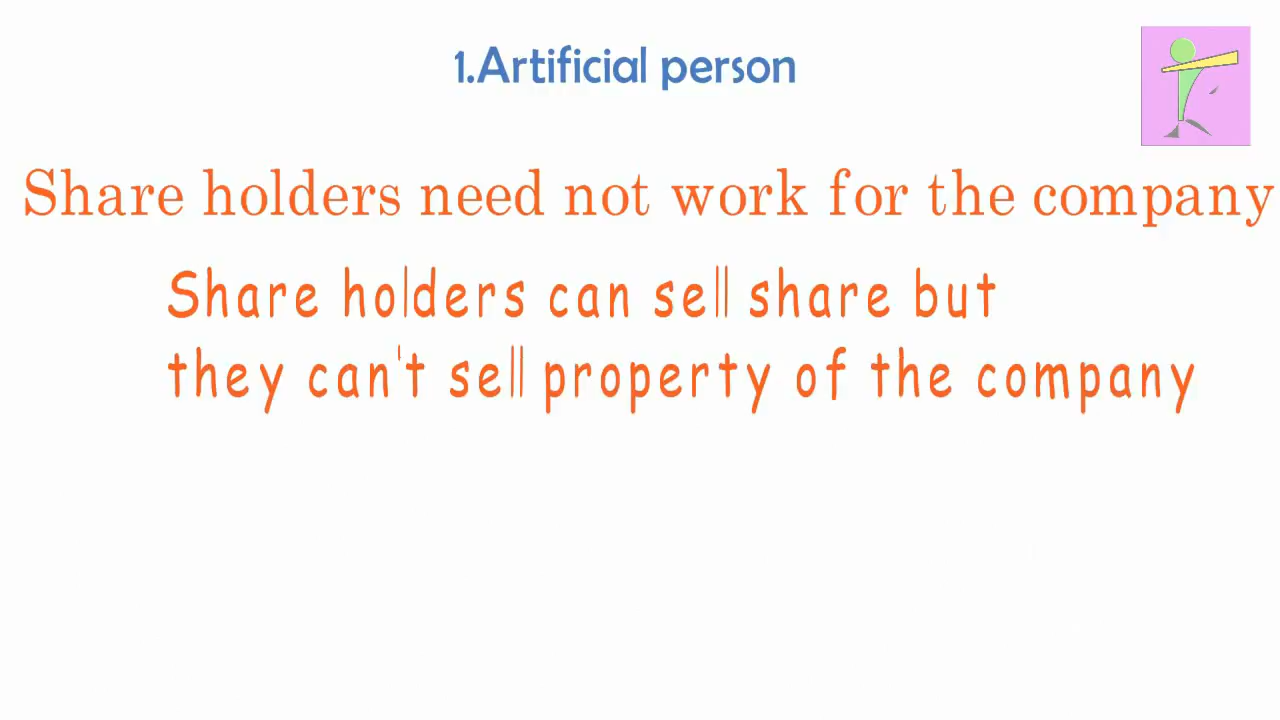 1.Artificial person
Share holders need not work for the company
Share holders can sell share but
they can't sell property of the company